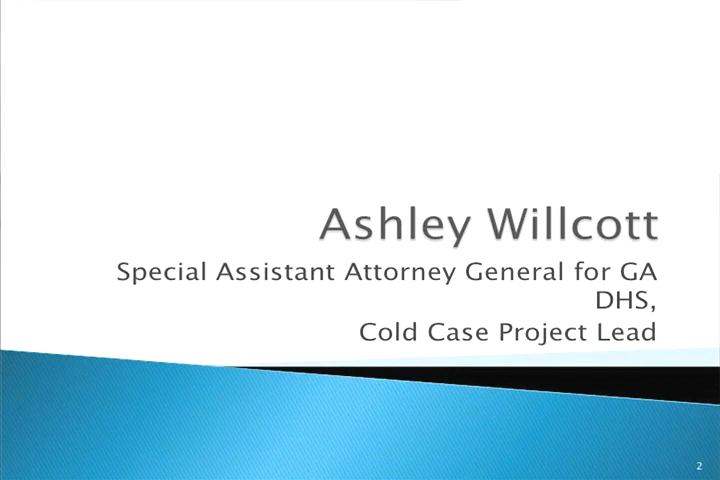 Ashley Willcott
Special Assistant Attorney General for GA
DHS,
Cold Case Project Lead
2